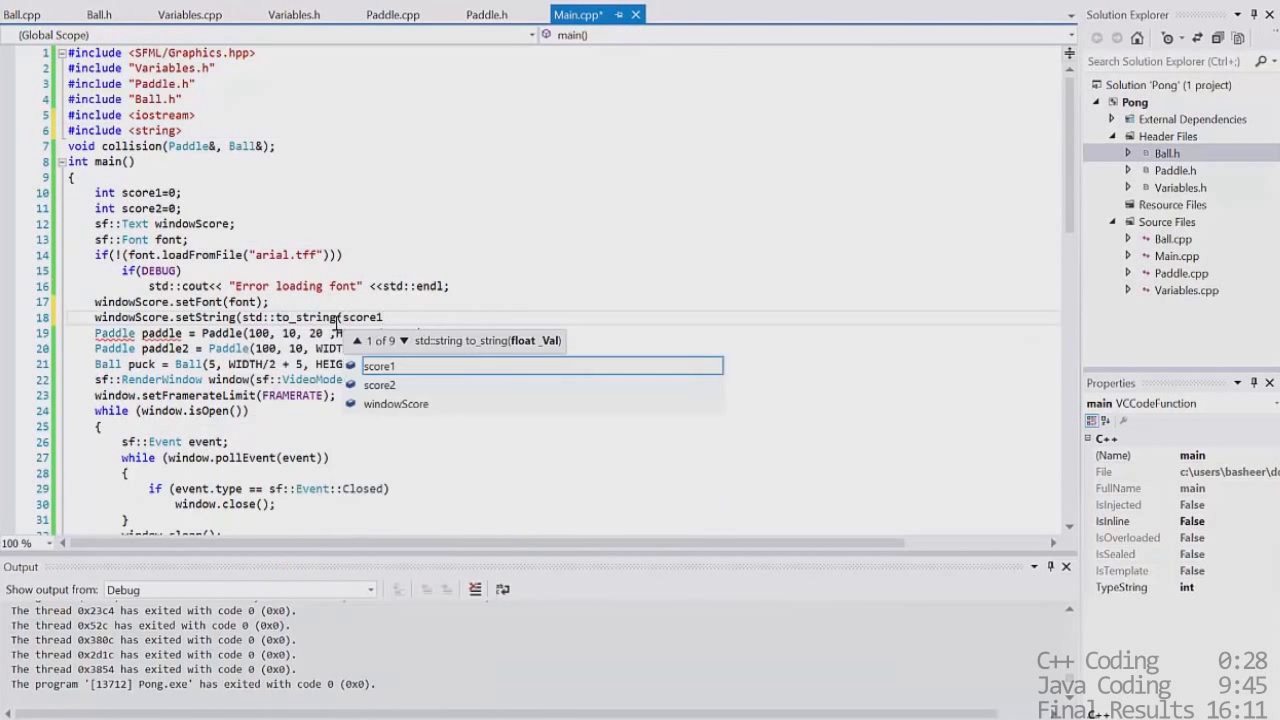 Ball.cpp Ball.h Variables.cpp Variables.h Paddle.cpp Paddle.h Main.cpp*
(Global Scope) main()
1 #include <SFML/Graphics.hpp>
2 #include "Variables.h"
3 #include "Paddle.h"
4 #include "Ball.h"
5 #include <iostream>
6 #include <string>
7 void collision(Paddle&, Ball&);
8 int main()
9 {
10 int score1=0;
11 int score2=0;
12 sf::Text windowScore;
13 sf::Font font;
14 if(!(font.loadFromFile("arial.tff")))
15 if(DEBUG)
16 std::cout<< "Error loading font" <<std::endl;
17 windowScore.setFont(font);
18 windowScore.setString(std::to_string(score1
19 Paddle paddle = Paddle(100, 10, 20 ,H
20 Paddle paddle2 = Paddle(100, 10, WIDT
21 Ball puck = Ball(5, WIDTH/2 + 5, HEIG
22 sf::RenderWindow window(sf::VideoMode
23 window.setFramerateLimit(FRAMERATE);
24 while (window.isOpen())
25 {
26 sf::Event event;
27 while (window.pollEvent(event))
28 {
29 if (event.type == sf::Event::Closed)
30 window.close();
31 }
window.clear();
1 of 9 std::string to_string(float _Val)
score1
score2
windowScore
100 %
Output
Show output from: Debug
The thread 0x23c4 has exited with code 0 (0x0).
The thread 0x52c has exited with code 0 (0x0).
The thread 0x380c has exited with code 0 (0x0).
The thread 0x2d1c has exited with code 0 (0x0).
The thread 0x3854 has exited with code 0 (0x0).
The program '[13712] Pong.exe' has exited with code 0 (0x0).
Solution Explorer
Search Solution Explorer (Ctrl+;)
Solution 'Pong' (1 project)
Pong
External Dependencies
Header Files
Ball.h
Paddle.h
Variables.h
Resource Files
Source Files
Ball.cpp
Main.cpp
Paddle.cpp
Variables.cpp
Properties
main VCCodeFunction
C++
(Name) main
File c:\users\basheer\do
FullName main
IsInjected False
IsInline False
IsOverloaded False
IsSealed False
IsTemplate False
TypeString int
C++ Coding 0:28
Java Coding 9:45
Final Results 16:11
C++